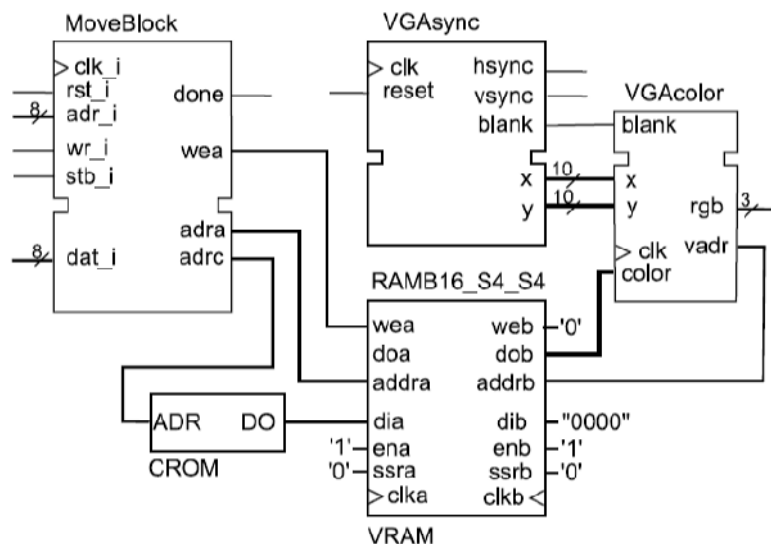 MoveBlock
clk_i
rst_i
8 adr_i
wr_i
stb_i
8 dat_i
done
wea
adra
adrc
VGAsync
clk
reset
hsync
vsync
blank
x 10
y 10
VGAcolor
blank
x
y
clk
color
rgb 3
vadr
RAMB16_S4_S4
wea
doa
addra
dia
'1' ena
'0' ssra
clka
web '0'
dob
addrb
dib "0000"
enb '1'
ssrb '0'
clkb
VRAM
ADR DO
CROM